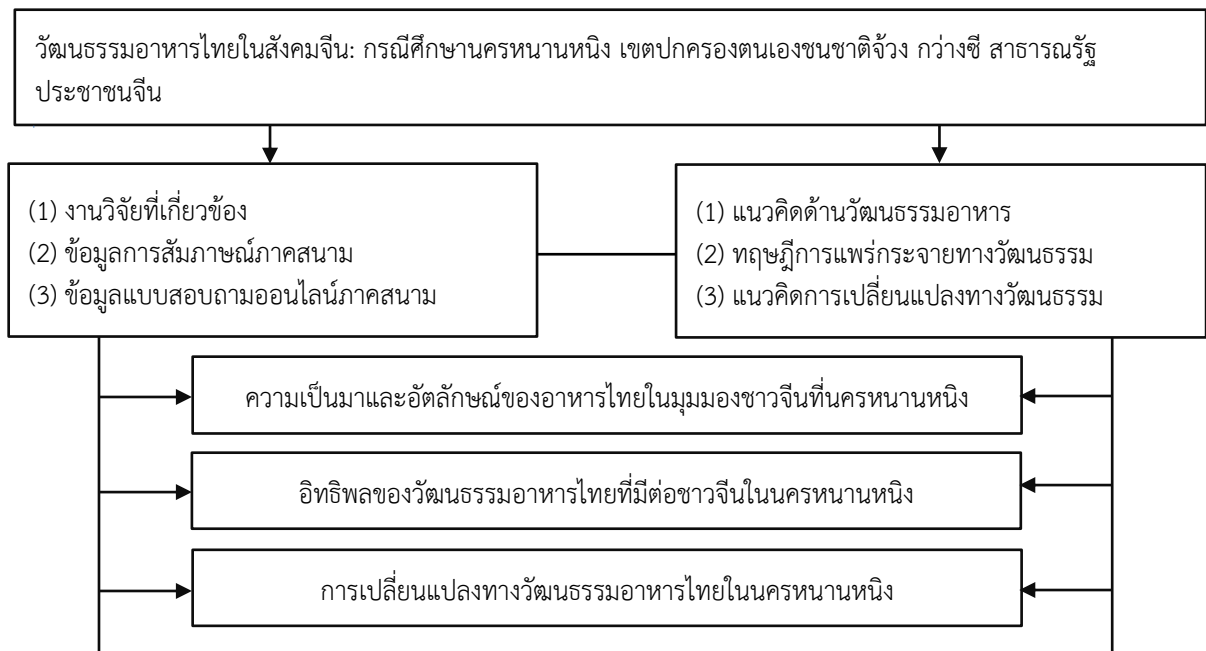 วัฒนธรรมอาหารไทยในสังคมจีน: กรณีศึกษานครหนานหนิง เขตปกครองตนเองชนชาติจ้วง กว่างซี สาธารณรัฐ
ประชาชนจีน
(1) งานวิจัยที่เกี่ยวข้อง
(2) ข้อมูลการสัมภาษณ์ภาคสนาม
(3) ข้อมูลแบบสอบถามออนไลน์ภาคสนาม
(1) แนวคิดด้านวัฒนธรรมอาหาร
(2) ทฤษฎีการแพร่กระจายทางวัฒนธรรม
(3) แนวคิดการเปลี่ยนแปลงทางวัฒนธรรม
ความเป็นมาและอัตลักษณ์ของอาหารไทยในมุมมองชาวจีนที่นครหนานหนิง
อิทธิพลของวัฒนธรรมอาหารไทยที่มีต่อชาวจีนในนครหนานหนิง
การเปลี่ยนแปลงทางวัฒนธรรมอาหารไทยในนครหนานหนิง